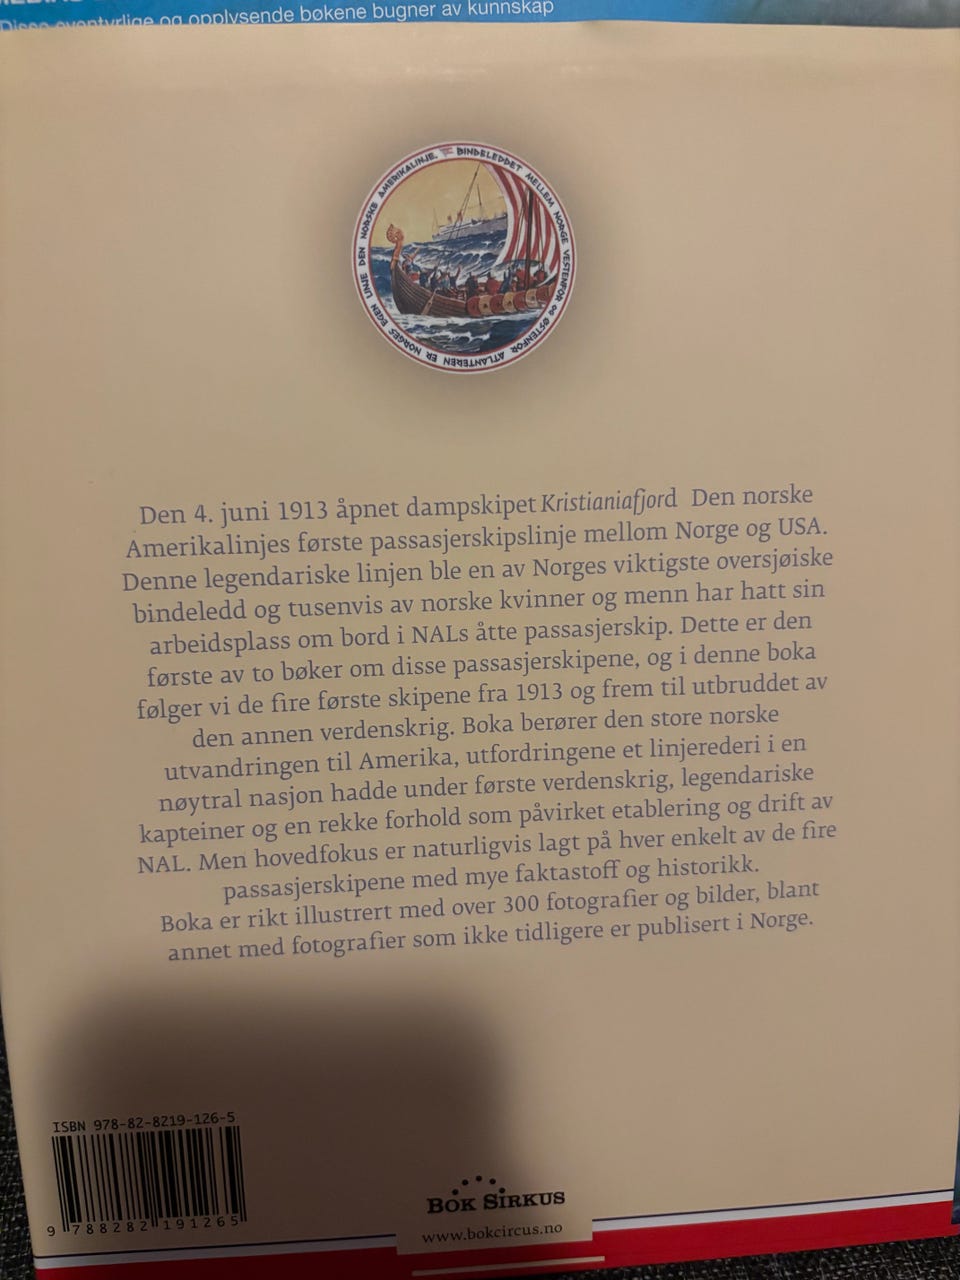 Disse eventyrlige og opplysende bøkene bugner av kunnskap
BINDELEDDET MELLEM NORGE VESTENFOR og ØSTENFOR ATLANTEREN ER NORGES EGEN LINJE DEN NORSKE AMERIKALINJE.
Den 4. juni 1913 åpnet dampskipet Kristianiafjord Den norske
Amerikalinjes første passasjerskipslinje mellom Norge og USA.
Denne legendariske linjen ble en av Norges viktigste oversjøiske
bindeledd og tusenvis av norske kvinner og menn har hatt sin
arbeidsplass om bord i NALs åtte passasjerskip. Dette er den
første av to bøker om disse passasjerskipene, og i denne boka
følger vi de fire første skipene fra 1913 og frem til utbruddet av
den annen verdenskrig. Boka berører den store norske
utvandringen til Amerika, utfordringene et linjerederi i en
nøytral nasjon hadde under første verdenskrig, legendariske
kapteiner og en rekke forhold som påvirket etablering og drift av
NAL. Men hovedfokus er naturligvis lagt på hver enkelt av de fire
passasjerskipene med mye faktastoff og historikk.
Boka er rikt illustrert med over 300 fotografier og bilder, blant
annet med fotografier som ikke tidligere er publisert i Norge.
ISBN 978-82-8219-126-5
9 788282 191265
BOK SIRKUS
www.bokcircus.no